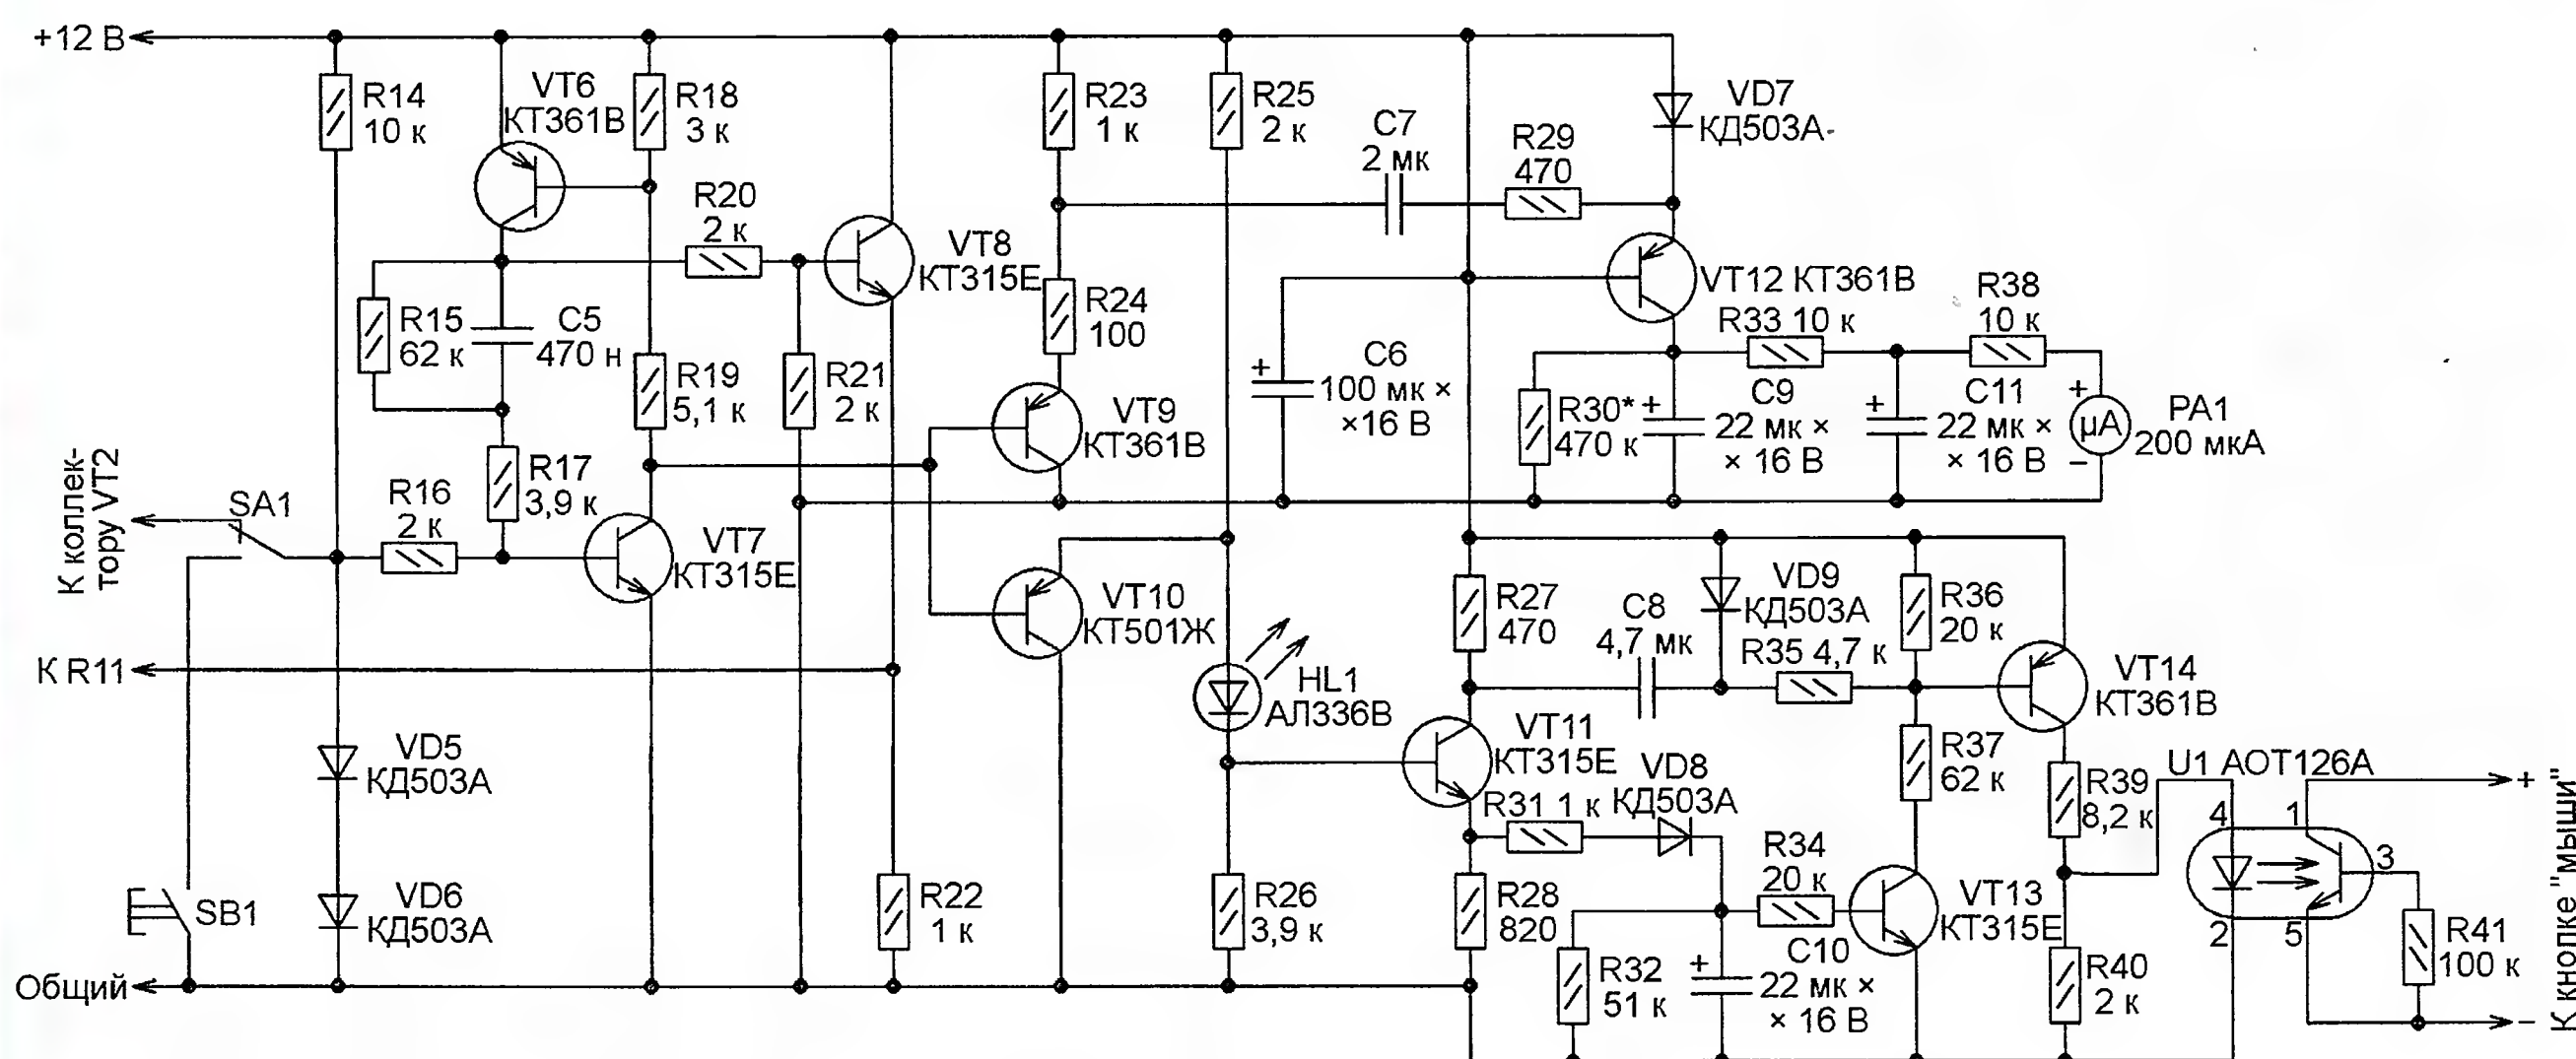 +12 В
R14
10 к
VT6
КТ361В
R18
3 к
R20
2 к
VT8
КТ315Е
R23
1 к
R25
2 к
C7
2 мк
R29
470
VD7
КД503А
R15
62 к
C5
470 н
R19
5,1 к
R21
2 к
R24
100
VT9
КТ361В
C6
100 мк ×
×16 В
VT12 КТ361В
R33 10 к
R38
10 к
R30*
470 к
+
+
C9
22 мк ×
× 16 В
+
C11
22 мк ×
× 16 В
+
μA
–
PA1
200 мкА
К коллек-
тору VT2
SA1
R16
2 к
R17
3,9 к
VT7
КТ315Е
VT10
КТ501Ж
HL1
АЛ336В
R27
470
C8
4,7 мк
VD9
КД503А
R35 4,7 к
R36
20 к
VT14
КТ361В
К R11
VD5
КД503А
VT11
КТ315Е
R31 1 к
VD8
КД503А
R37
62 к
R39
8,2 к
U1 АОТ126А
4
1
3
2
5
+
–
К кнопке "мыши"
SB1
VD6
КД503А
R22
1 к
R26
3,9 к
R28
820
R34
20 к
VT13
КТ315Е
R41
100 к
Общий
R32
51 к
+
C10
22 мк ×
× 16 В
R40
2 к